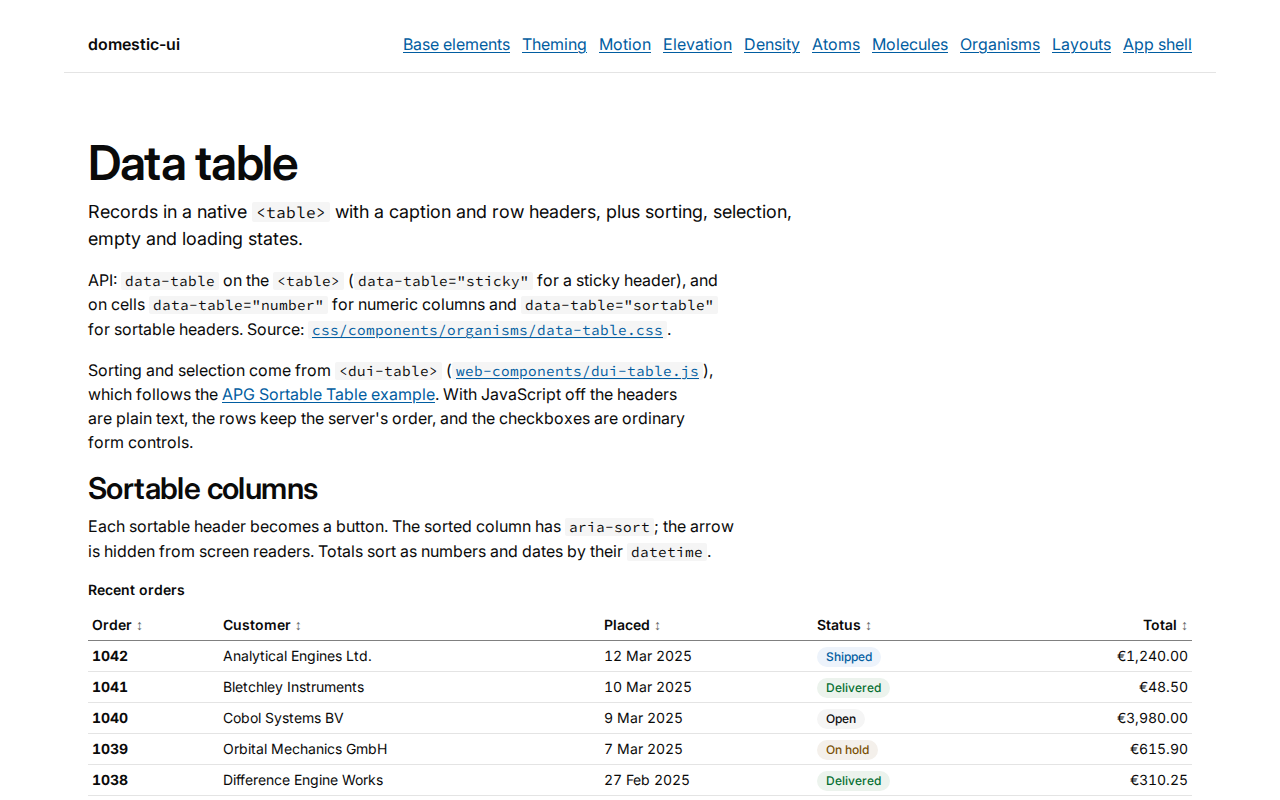 domestic-ui
Base elements Theming Motion Elevation Density Atoms Molecules Organisms Layouts App shell
Data table
Records in a native <table> with a caption and row headers, plus sorting, selection,
empty and loading states.
API: data-table on the <table> ( data-table="sticky" for a sticky header), and
on cells data-table="number" for numeric columns and data-table="sortable"
for sortable headers. Source: css/components/organisms/data-table.css .
Sorting and selection come from <dui-table> ( web-components/dui-table.js ),
which follows the APG Sortable Table example. With JavaScript off the headers
are plain text, the rows keep the server's order, and the checkboxes are ordinary
form controls.
Sortable columns
Each sortable header becomes a button. The sorted column has aria-sort ; the arrow
is hidden from screen readers. Totals sort as numbers and dates by their datetime .
Recent orders
Order ↕ Customer ↕ Placed ↕ Status ↕ Total ↕
1042 Analytical Engines Ltd. 12 Mar 2025 Shipped €1,240.00
1041 Bletchley Instruments 10 Mar 2025 Delivered €48.50
1040 Cobol Systems BV 9 Mar 2025 Open €3,980.00
1039 Orbital Mechanics GmbH 7 Mar 2025 On hold €615.90
1038 Difference Engine Works 27 Feb 2025 Delivered €310.25